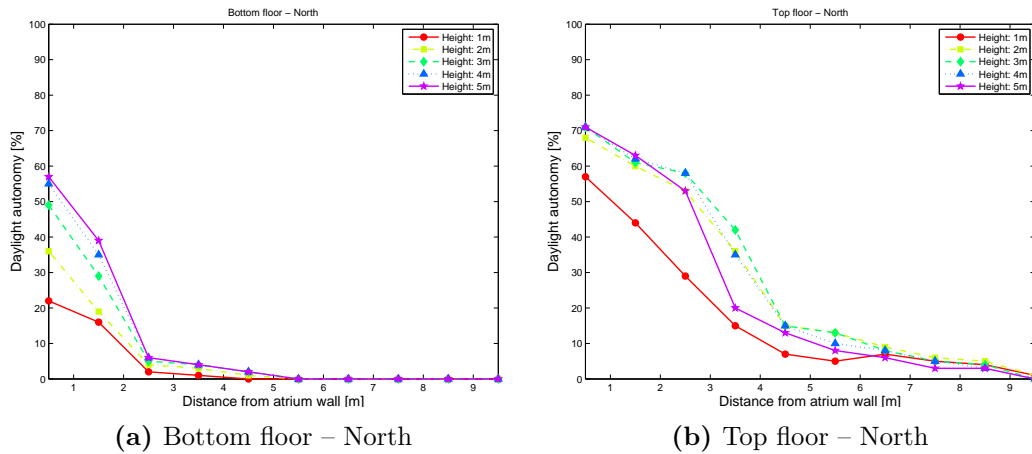 Bottom floor – North
100
90
80
70
60
50
40
30
20
10
0
Daylight autonomy [%]
Height: 1m
Height: 2m
Height: 3m
Height: 4m
Height: 5m
1 2 3 4 5 6 7 8 9
Distance from atrium wall [m]
(a) Bottom floor – North
Top floor – North
100
90
80
70
60
50
40
30
20
10
0
Daylight autonomy [%]
Height: 1m
Height: 2m
Height: 3m
Height: 4m
Height: 5m
1 2 3 4 5 6 7 8 9
Distance from atrium wall [m]
(b) Top floor – North